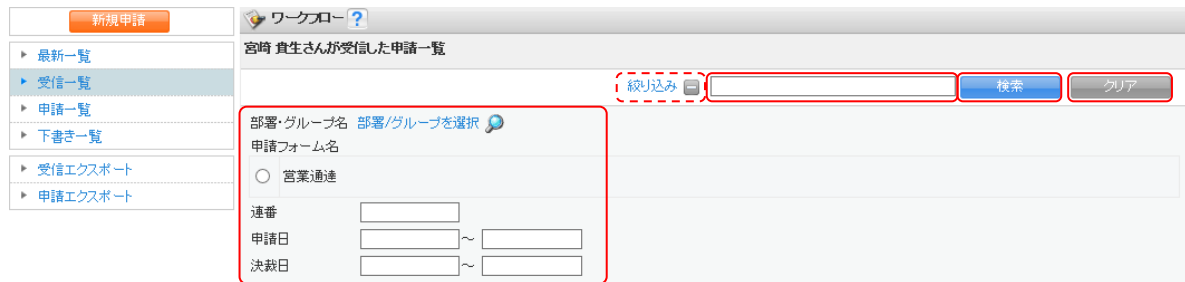 新規申請
最新一覧
受信一覧
申請一覧
下書き一覧
受信エクスポート
申請エクスポート
ワークフロー ?
宮崎 貴生さんが受信した申請一覧
絞り込み 検索 クリア
部署・グループ名 部署/グループを選択
申請フォーム名
営業通達
連番
申請日 ～
決裁日 ～